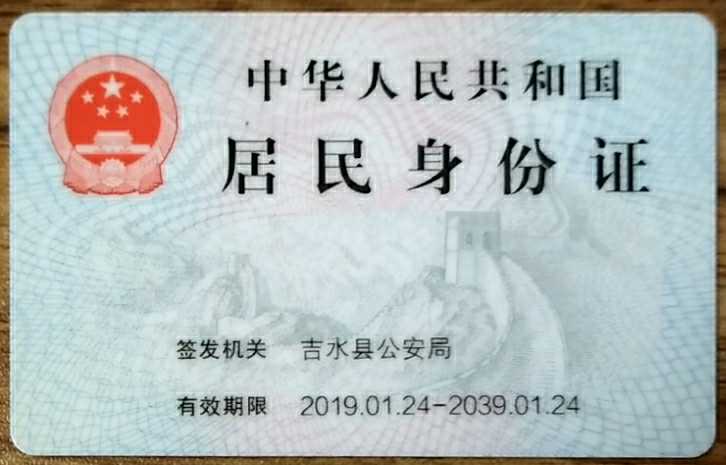 中华人民共和国
居民身份证
签发机关 吉水县公安局
有效期限 2019.01.24-2039.01.24